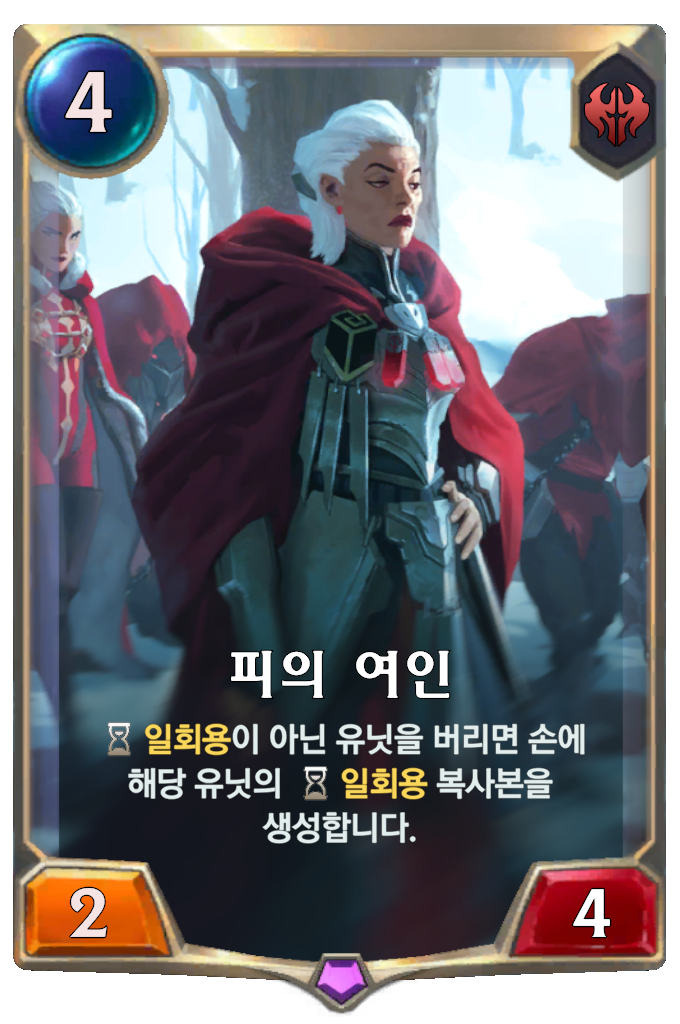 4
피의 여인
일회용이 아닌 유닛을 버리면 손에
해당 유닛의 일회용 복사본을
생성합니다.
2
4